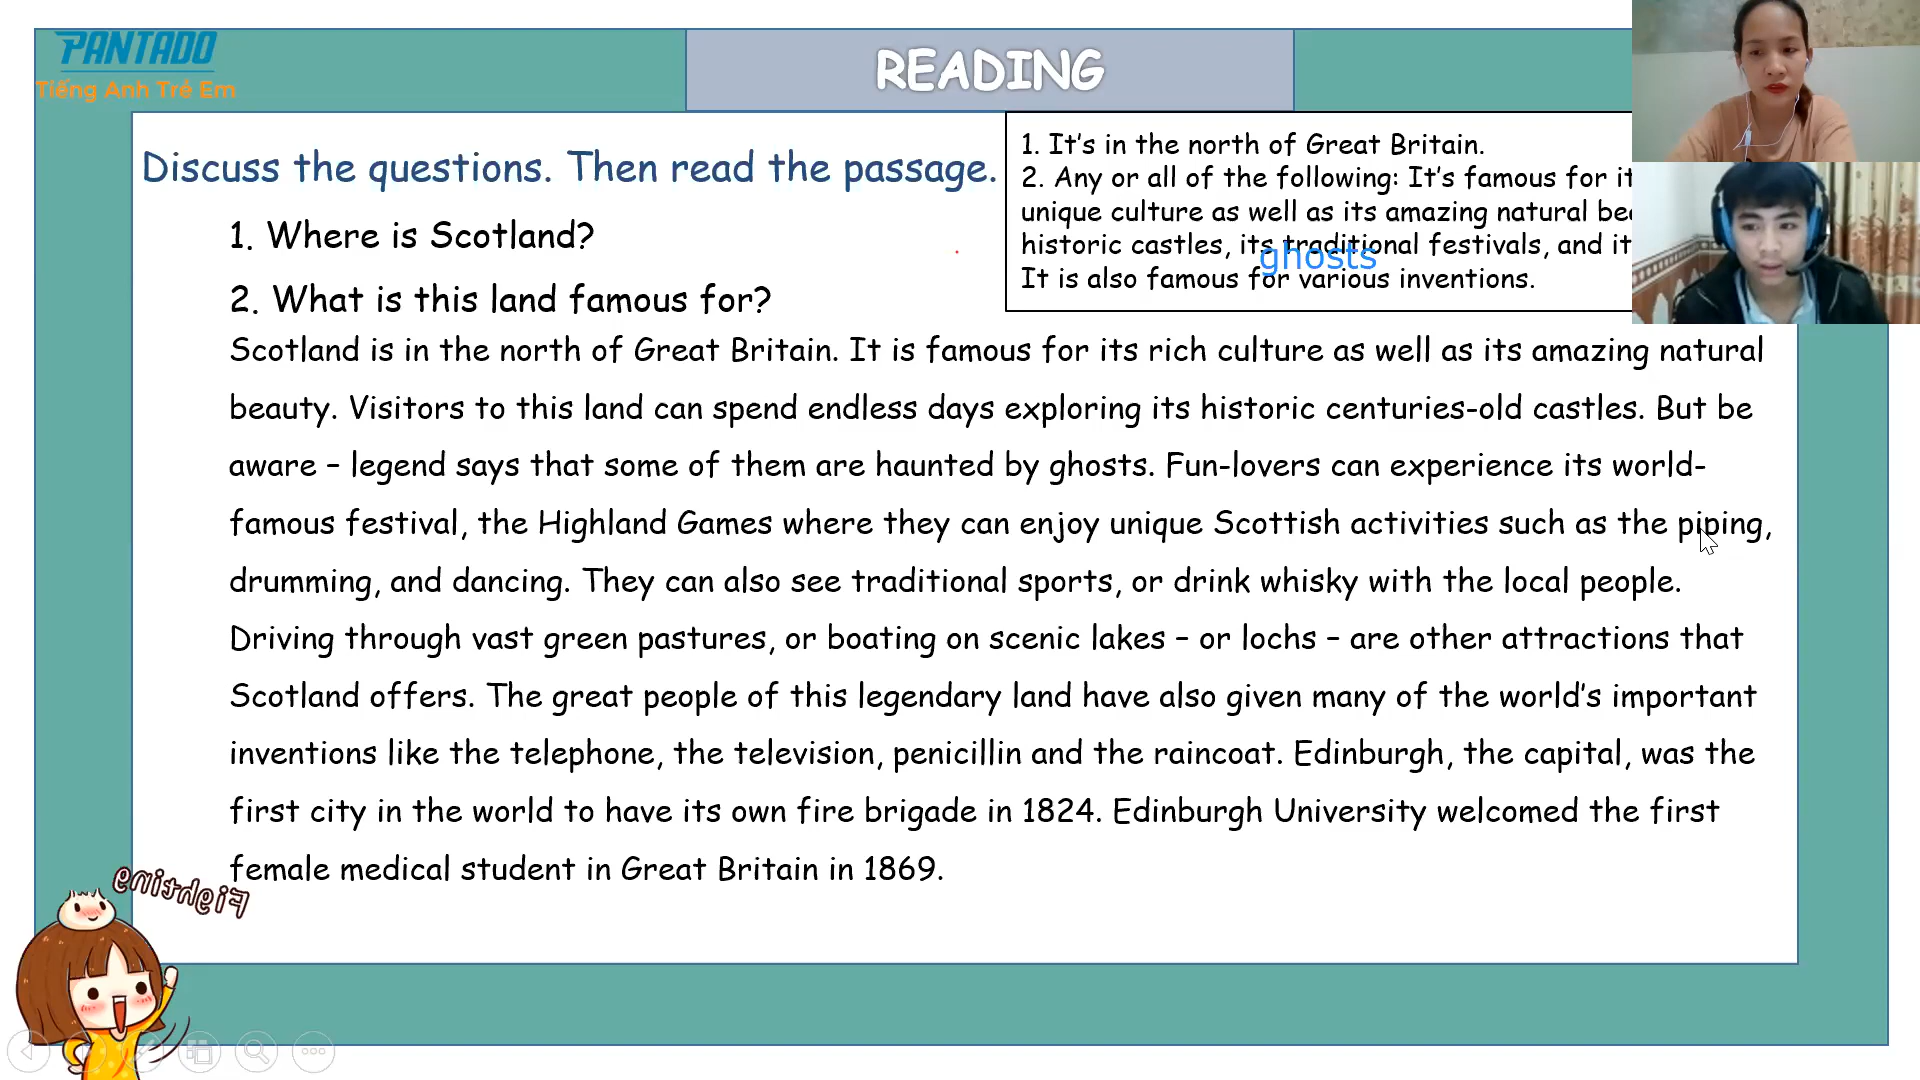 PANTADO
Tiếng Anh Trẻ Em
READING
Discuss the questions. Then read the passage.
1. Where is Scotland?
2. What is this land famous for?
1. It's in the north of Great Britain.
2. Any or all of the following: It's famous for
unique culture as well as its amazing natural
historic castles, its traditional festivals, and
ghosts
It is also famous for various inventions.
Scotland is in the north of Great Britain. It is famous for its rich culture as well as its amazing natural
beauty. Visitors to this land can spend endless days exploring its historic centuries-old castles. But be
aware – legend says that some of them are haunted by ghosts. Fun-lovers can experience its world-
famous festival, the Highland Games where they can enjoy unique Scottish activities such as the piping,
drumming, and dancing. They can also see traditional sports, or drink whisky with the local people.
Driving through vast green pastures, or boating on scenic lakes – or lochs – are other attractions that
Scotland offers. The great people of this legendary land have also given many of the world's important
inventions like the telephone, the television, penicillin and the raincoat. Edinburgh, the capital, was the
first city in the world to have its own fire brigade in 1824. Edinburgh University welcomed the first
female medical student in Great Britain in 1869.
Fighting